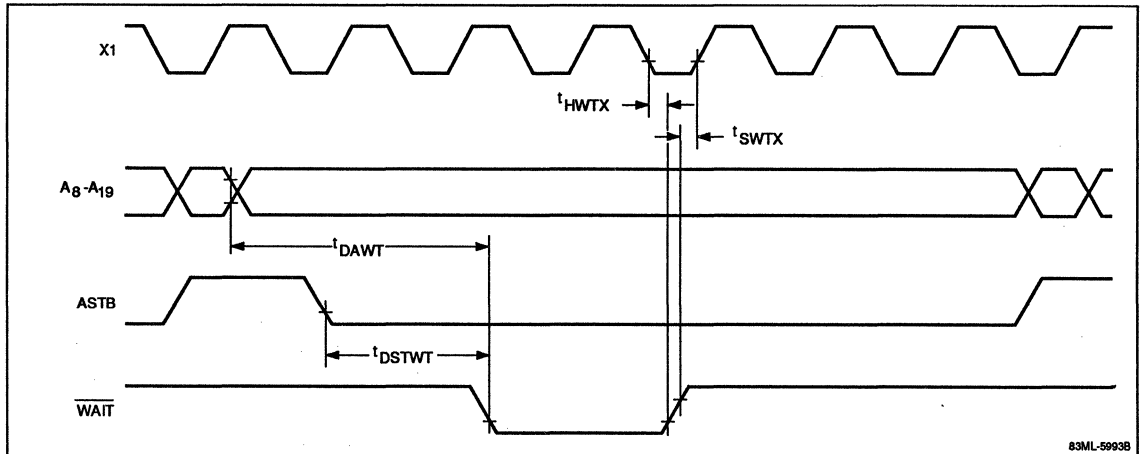 X1
tHWTX
tSWTX
A8-A19
tDAWT
ASTB
tDSTWT
WAIT
83ML-5993B